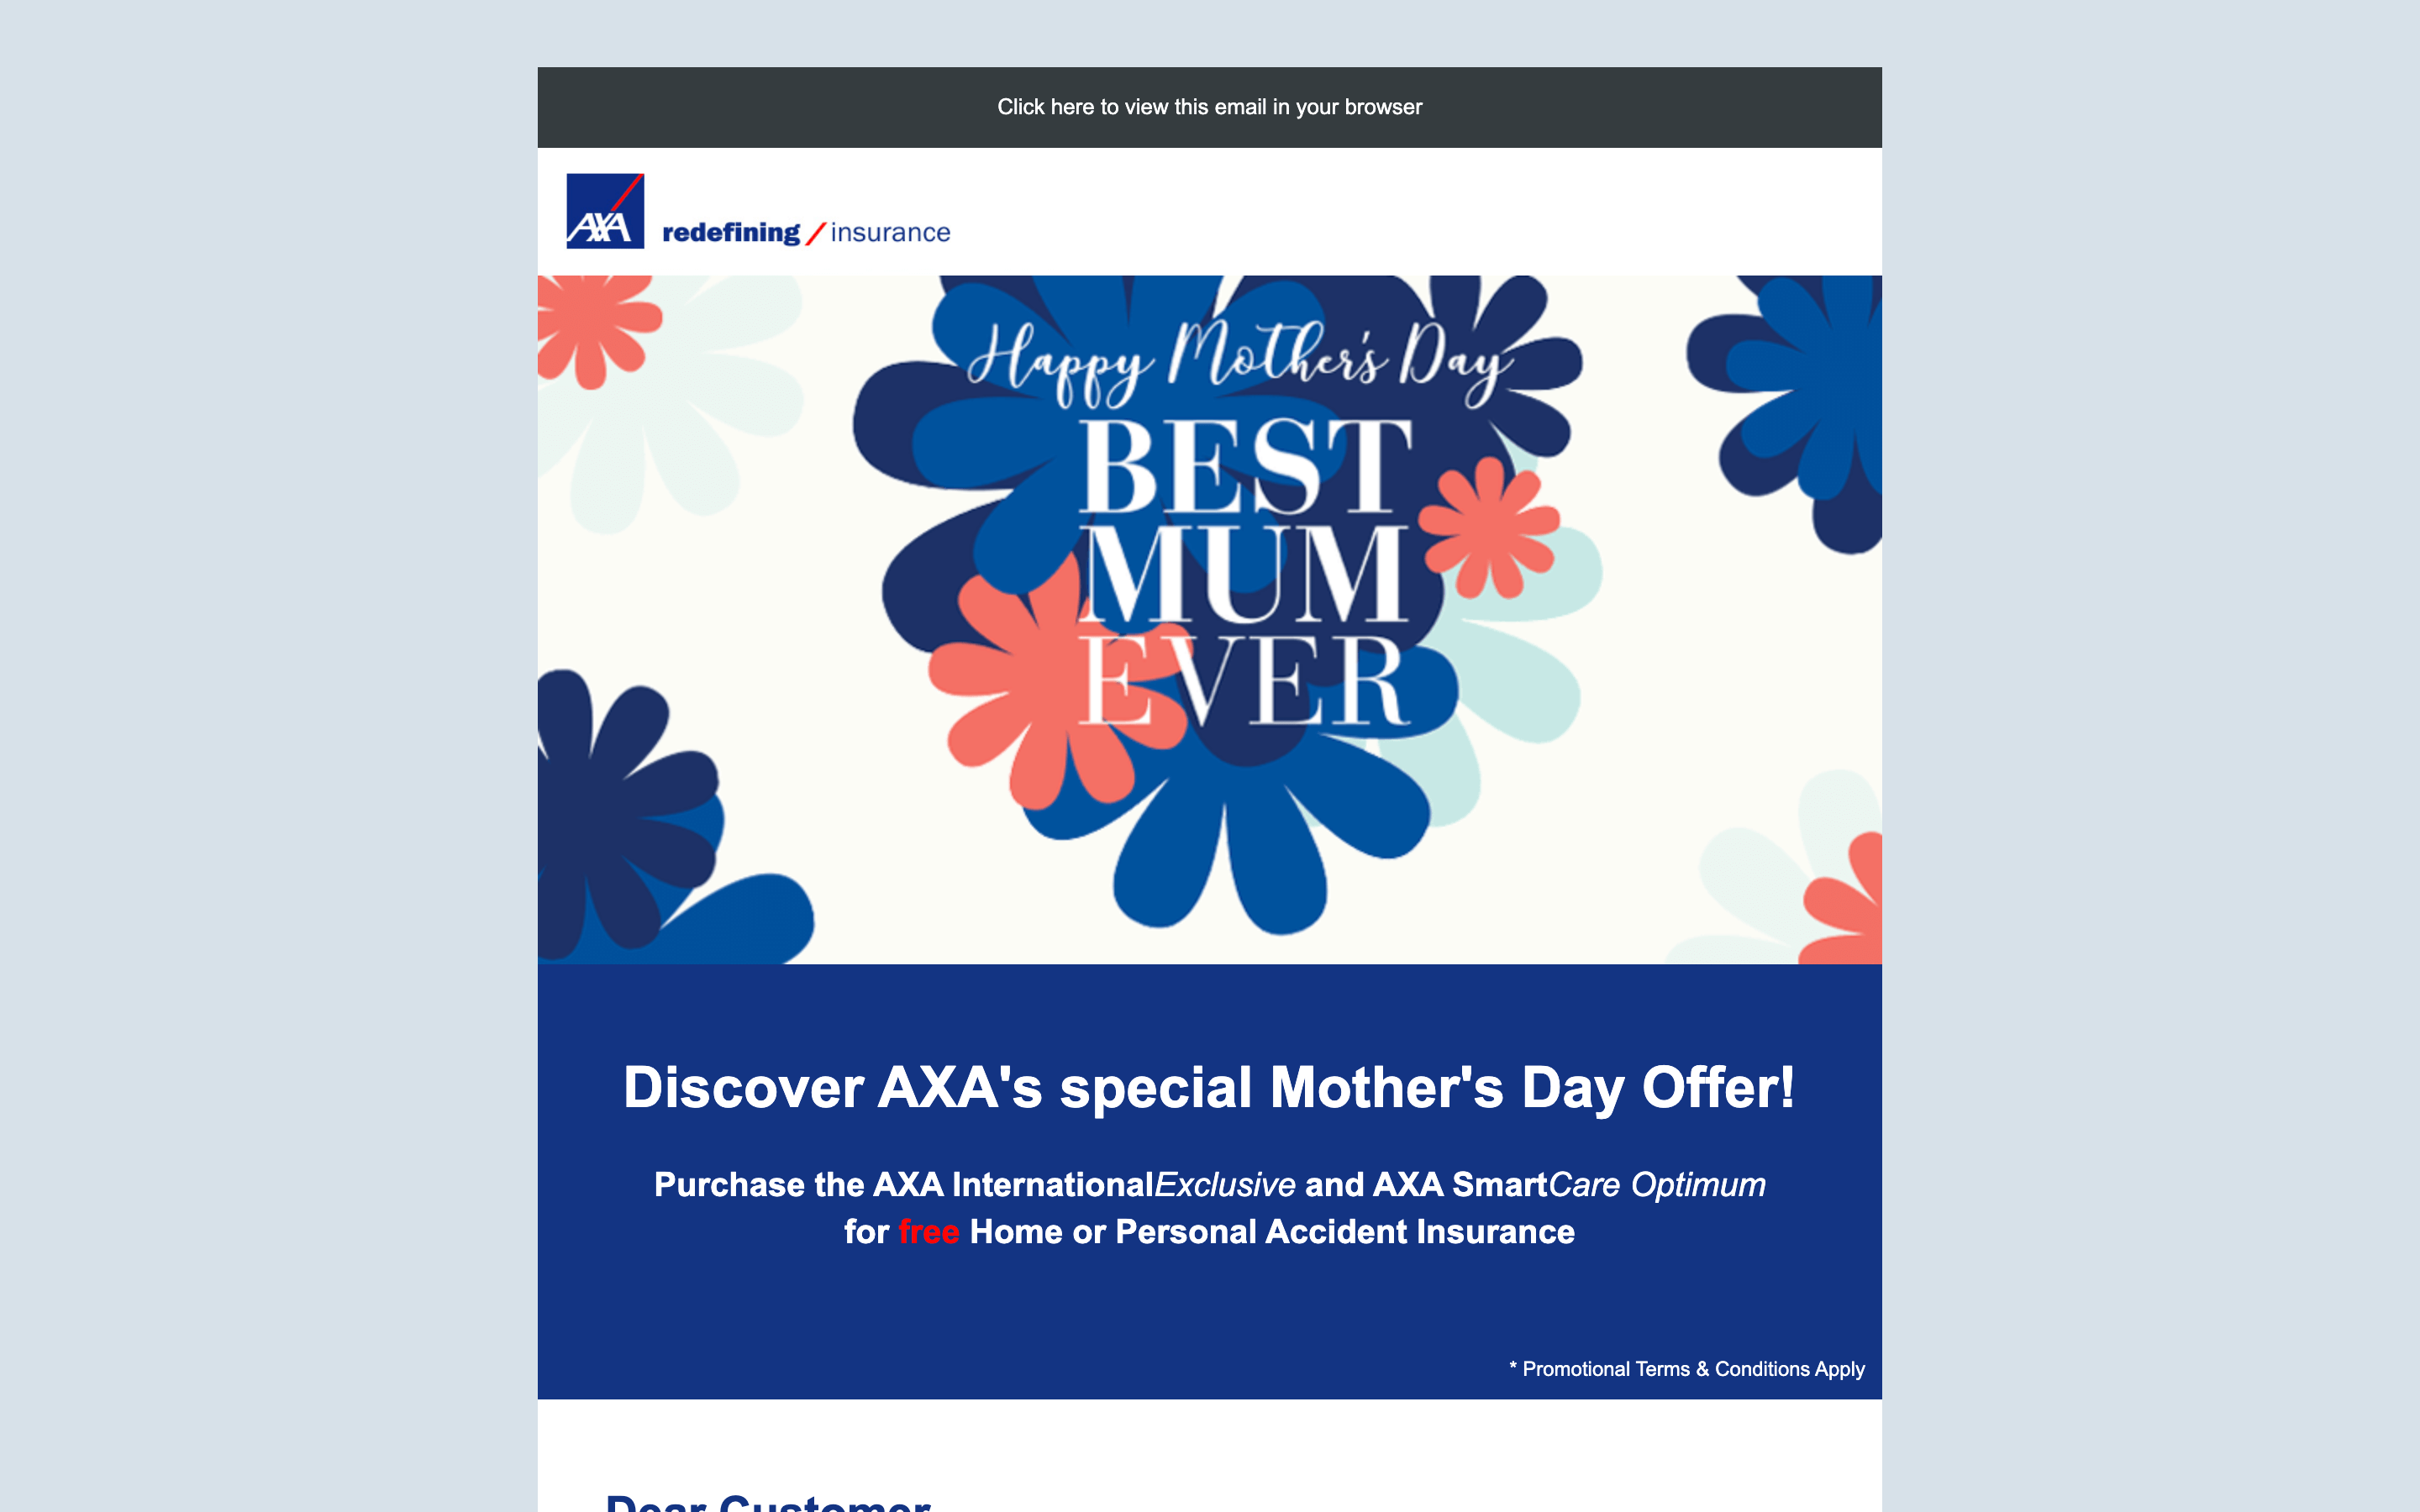 Click here to view this email in your browser
AXA
redefining / insurance
Happy Mother's Day
BEST
MUM
EVER
Discover AXA's special Mother's Day Offer!
Purchase the AXA InternationalExclusive and AXA SmartCare Optimum
for free Home or Personal Accident Insurance
* Promotional Terms & Conditions Apply
Dear Customer